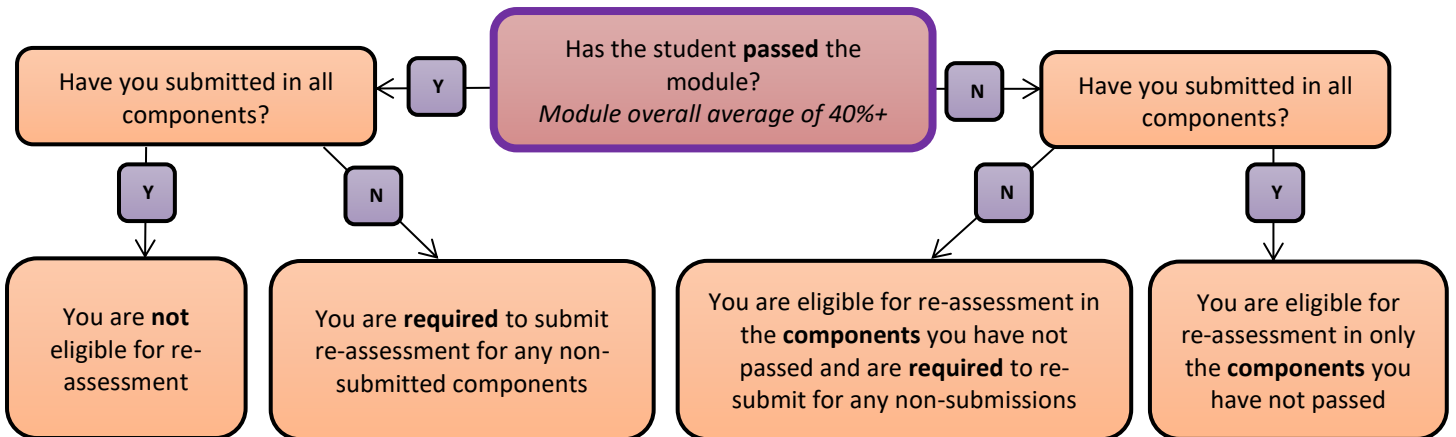 Has the student passed the
module?
Module overall average of 40%+
Y
N
Have you submitted in all
components?
Have you submitted in all
components?
Y
N
N
Y
You are not
eligible for re-
assessment
You are required to submit
re-assessment for any non-
submitted components
You are eligible for re-assessment in
the components you have not
passed and are required to re-
submit for any non-submissions
You are eligible for
re-assessment in only
the components you
have not passed